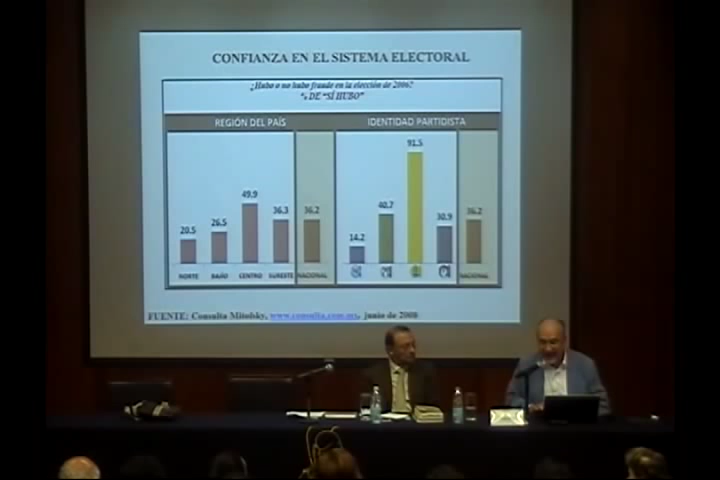 CONFIANZA EN EL SISTEMA ELECTORAL
¿Hubo o no hubo fraude en la elección de 2006?
% DE "SÍ HUBO"
REGIÓN DEL PAÍS
IDENTIDAD PARTIDISTA
20.5 26.5 49.9 36.3 36.2
14.2 40.7 91.5 30.9 36.2
NORTE BAJÍO CENTRO SURESTE NACIONAL
NACIONAL
FUENTE: Consulta Mitofsky, www.consulta.com.mx, junio de 2008